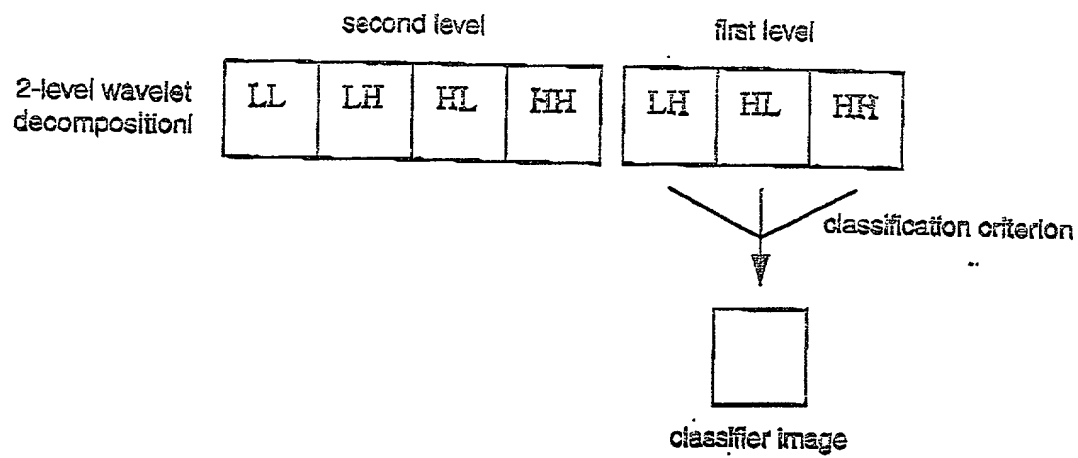 second level
first level
2-level wavelet
decomposition
LL LH HL HH LH HL HH
classification criterion
classifier image